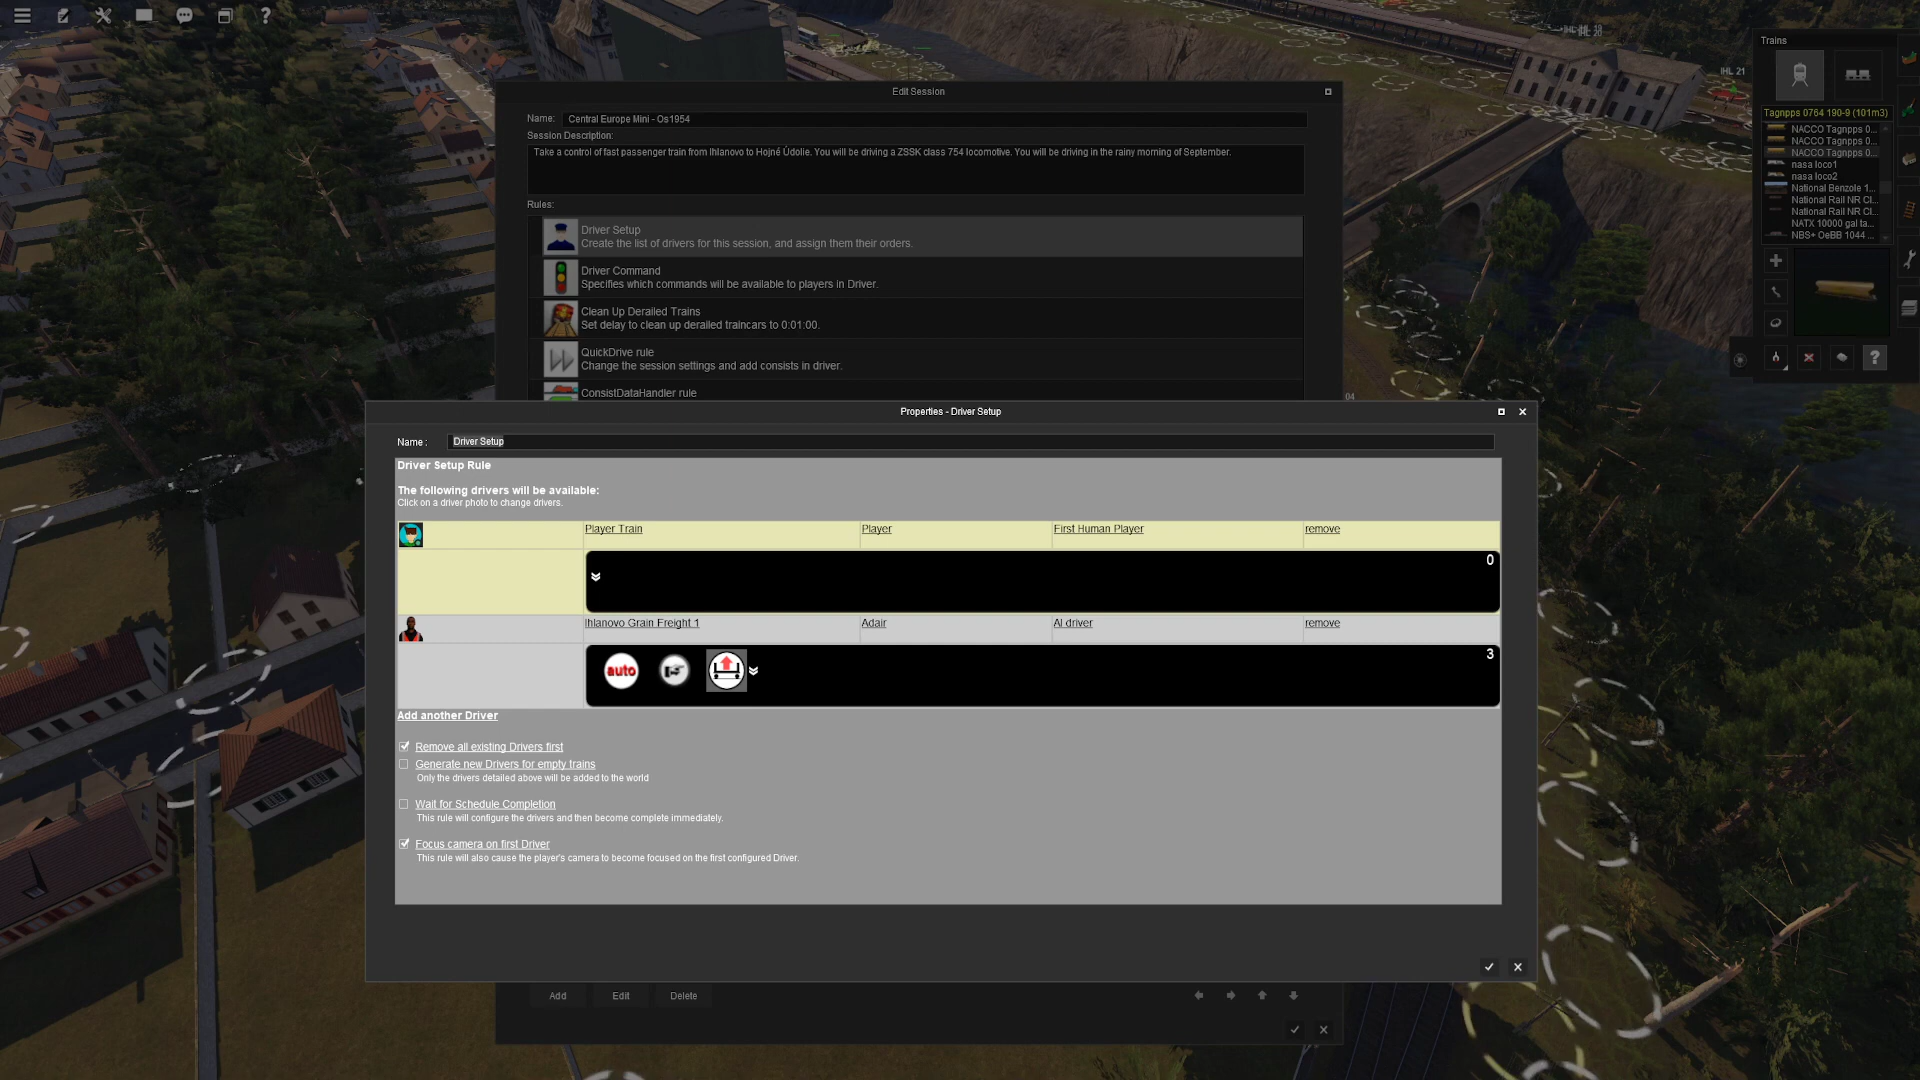 Edit Session
Name: Central Europe Mini - Os1954
Session Description:
Take a control of fast passenger train from Ihlanovo to Hojné Údolie. You will be driving a ZSSK class 754 locomotive. You will be driving in the rainy morning of September.
Rules:
Driver Setup
Create the list of drivers for this session, and assign them their orders.
Driver Command
Specifies which commands will be available to players in Driver.
Clean Up Derailed Trains
Set delay to clean up derailed traincars to 0:01:00.
QuickDrive rule
Change the session settings and add consists in driver.
ConsistDataHandler rule
Properties - Driver Setup
Name : Driver Setup
Driver Setup Rule
The following drivers will be available:
Click on a driver photo to change drivers.
Player Train Player First Human Player remove
0
Ihlanovo Grain Freight 1 Adair AI driver remove
auto 3
Add another Driver
Remove all existing Drivers first
Generate new Drivers for empty trains
Only the drivers detailed above will be added to the world
Wait for Schedule Completion
This rule will configure the drivers and then become complete immediately.
Focus camera on first Driver
This rule will also cause the player's camera to become focused on the first configured Driver.
Add Edit Delete
Trains
Tagnpps 0764 190-9 (101m3)
NACCO Tagnpps 0...
NACCO Tagnpps 0...
NACCO Tagnpps 0...
nasa loco1
nasa loco2
National Benzole 1...
National Rail NR Cl...
National Rail NR Cl...
NATX 10000 gal ta...
NBS+ OeBB 1044 ...
IHL 21
04